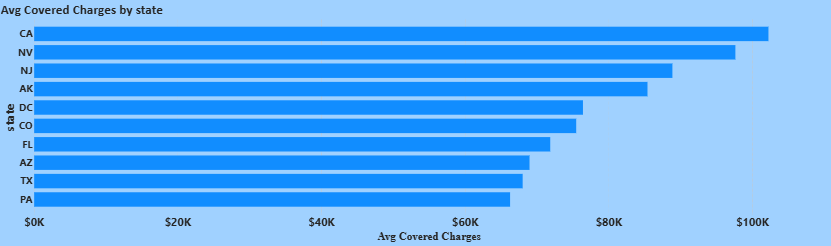 Avg Covered Charges by state
CA
NV
NJ
AK
DC
CO
FL
AZ
TX
PA
state
$0K $20K $40K $60K $80K $100K
Avg Covered Charges